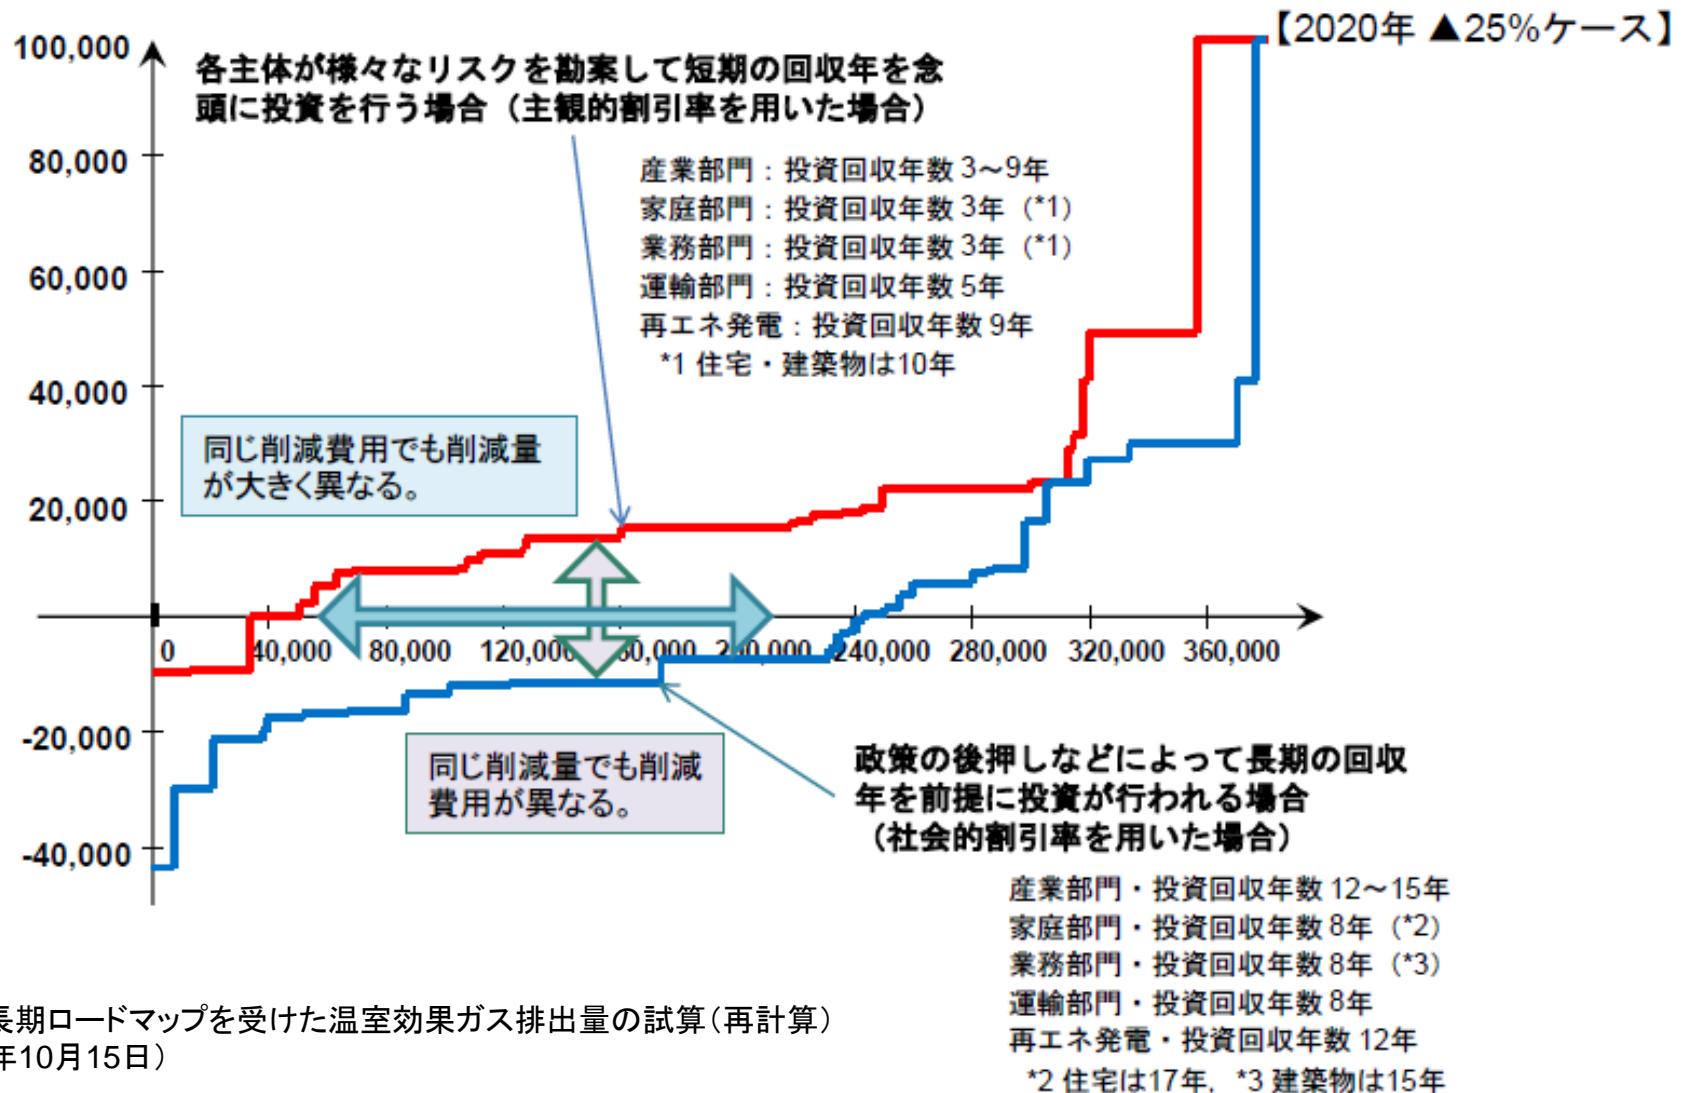 【2020年 ▲25%ケース】
100,000
80,000
60,000
40,000
20,000
-20,000
-40,000
各主体が様々なリスクを勘案して短期の回収年を念
頭に投資を行う場合（主観的割引率を用いた場合）
産業部門：投資回収年数 3～9年
家庭部門：投資回収年数 3年（*1）
業務部門：投資回収年数 3年（*1）
運輸部門：投資回収年数 5年
再エネ発電：投資回収年数 9年
*1 住宅・建築物は10年
同じ削減費用でも削減量
が大きく異なる。
0 40,000 80,000 120,000 60,000 200,000 240,000 280,000 320,000 360,000
同じ削減量でも削減
費用が異なる。
政策の後押しなどによって長期の回収
年を前提に投資が行われる場合
（社会的割引率を用いた場合）
産業部門・投資回収年数 12～15年
家庭部門・投資回収年数 8年（*2）
業務部門・投資回収年数 8年（*3）
運輸部門・投資回収年数 8年
再エネ発電・投資回収年数 12年
*2 住宅は17年, *3 建築物は15年
長期ロードマップを受けた温室効果ガス排出量の試算（再計算）
年10月15日）